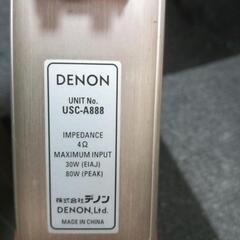 DENON
UNIT No.
USC-A888
IMPEDANCE
4Ω
MAXIMUM INPUT
30W (EIAJ)
80W (PEAK)
株式会社 デノン
DENON, Ltd.
MADE IN CHINA